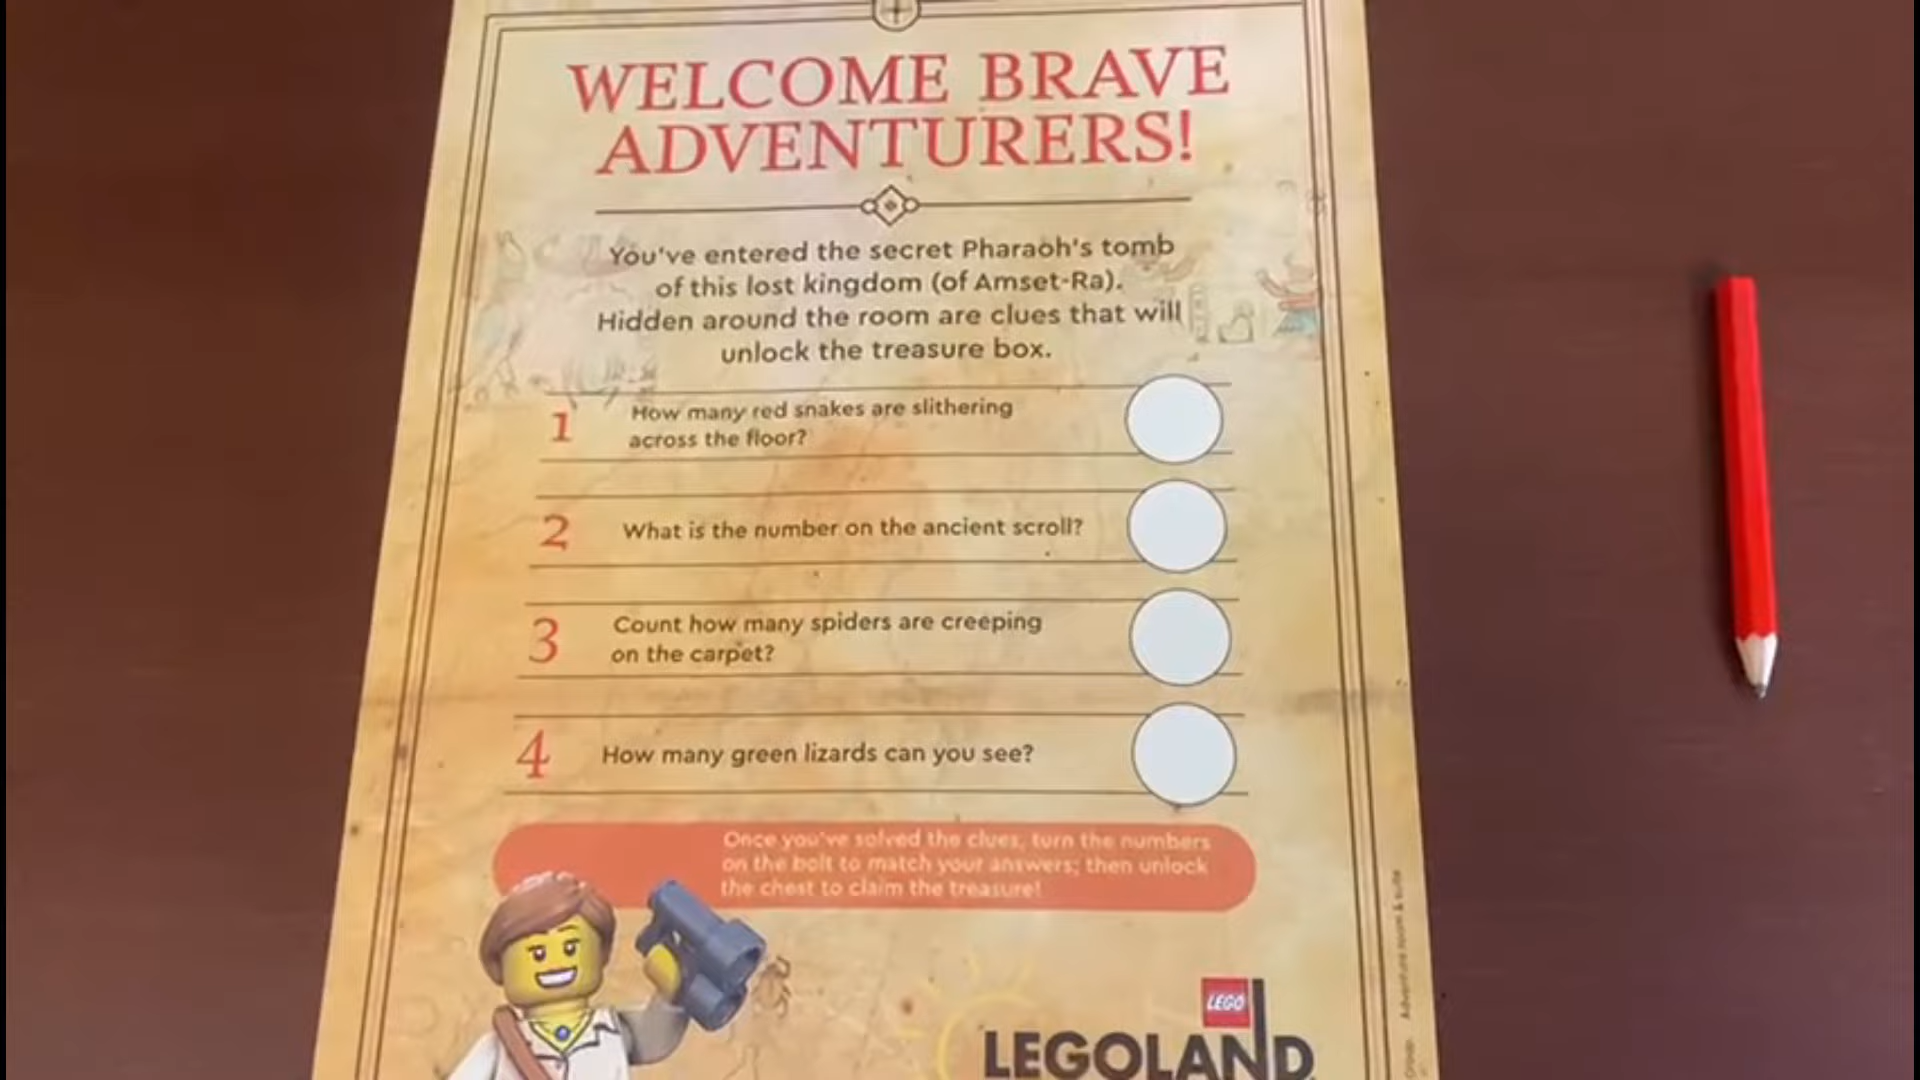 WELCOME BRAVE
ADVENTURERS!
You've entered the secret Pharaoh's tomb
of this lost kingdom (of Amset-Ra).
Hidden around the room are clues that will
unlock the treasure box.
1
How many red snakes are slithering
across the floor?
2
What is the number on the ancient scroll?
3
Count how many spiders are creeping
on the carpet?
4
How many green lizards can you see?
Once you've solved the clues, turn the numbers
on the bolt to match your answers; then unlock
the chest to claim the treasure!
LEGO
LEGOLAND
Adventure room & suite